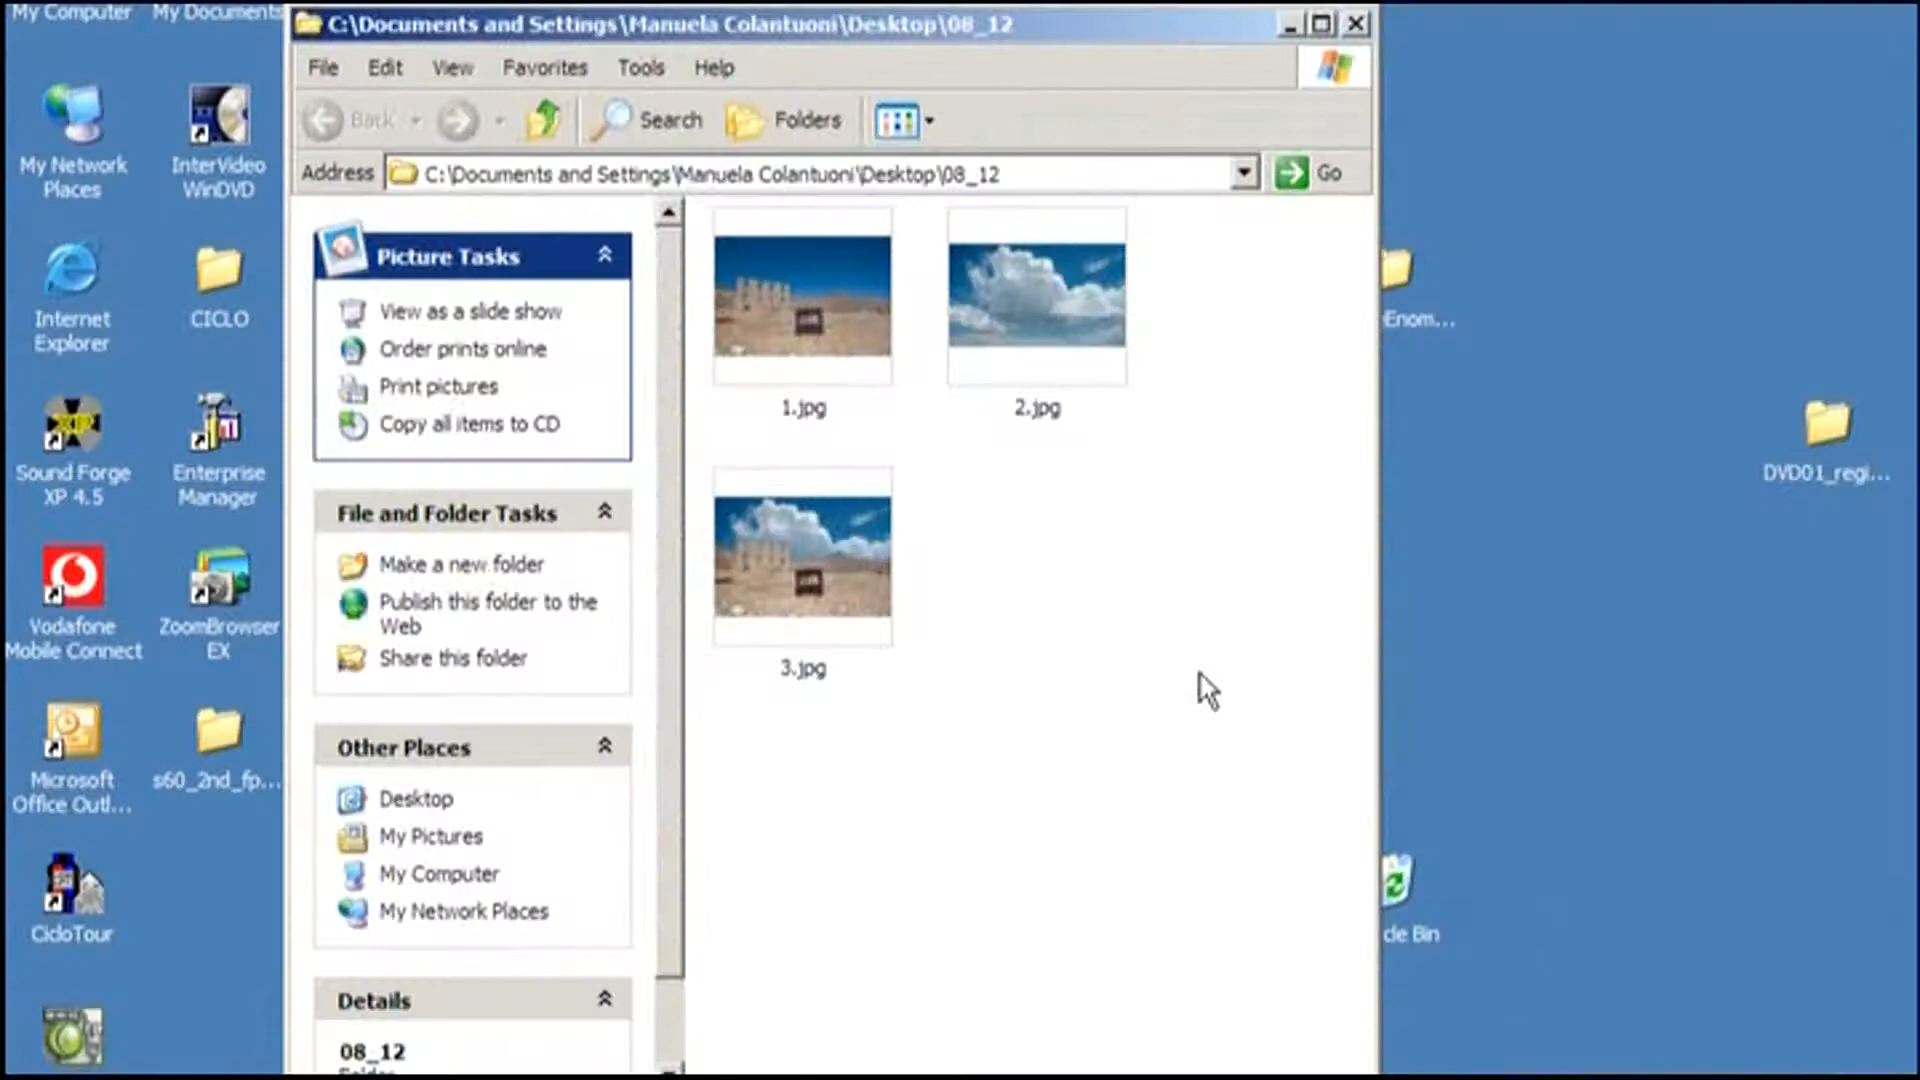 My Computer
My Documents
My Network
Places
InterVideo
WinDVD
Internet
Explorer
CICLO
Sound Forge
XP 4.5
Enterprise
Manager
Vodafone
Mobile Connect
ZoomBrowser
EX
Microsoft
Office Outl...
s60_2nd_fp...
CicloTour
C:\Documents and Settings\Manuela Colantuoni\Desktop\08_12
File Edit View Favorites Tools Help
Back Search Folders
Address C:\Documents and Settings\Manuela Colantuoni\Desktop\08_12 Go
Picture Tasks
View as a slide show
Order prints online
Print pictures
Copy all items to CD
File and Folder Tasks
Make a new folder
Publish this folder to the
Web
Share this folder
Other Places
Desktop
My Pictures
My Computer
My Network Places
Details
08_12
1.jpg
2.jpg
3.jpg
Enom...
DVD01_regi...
cle Bin